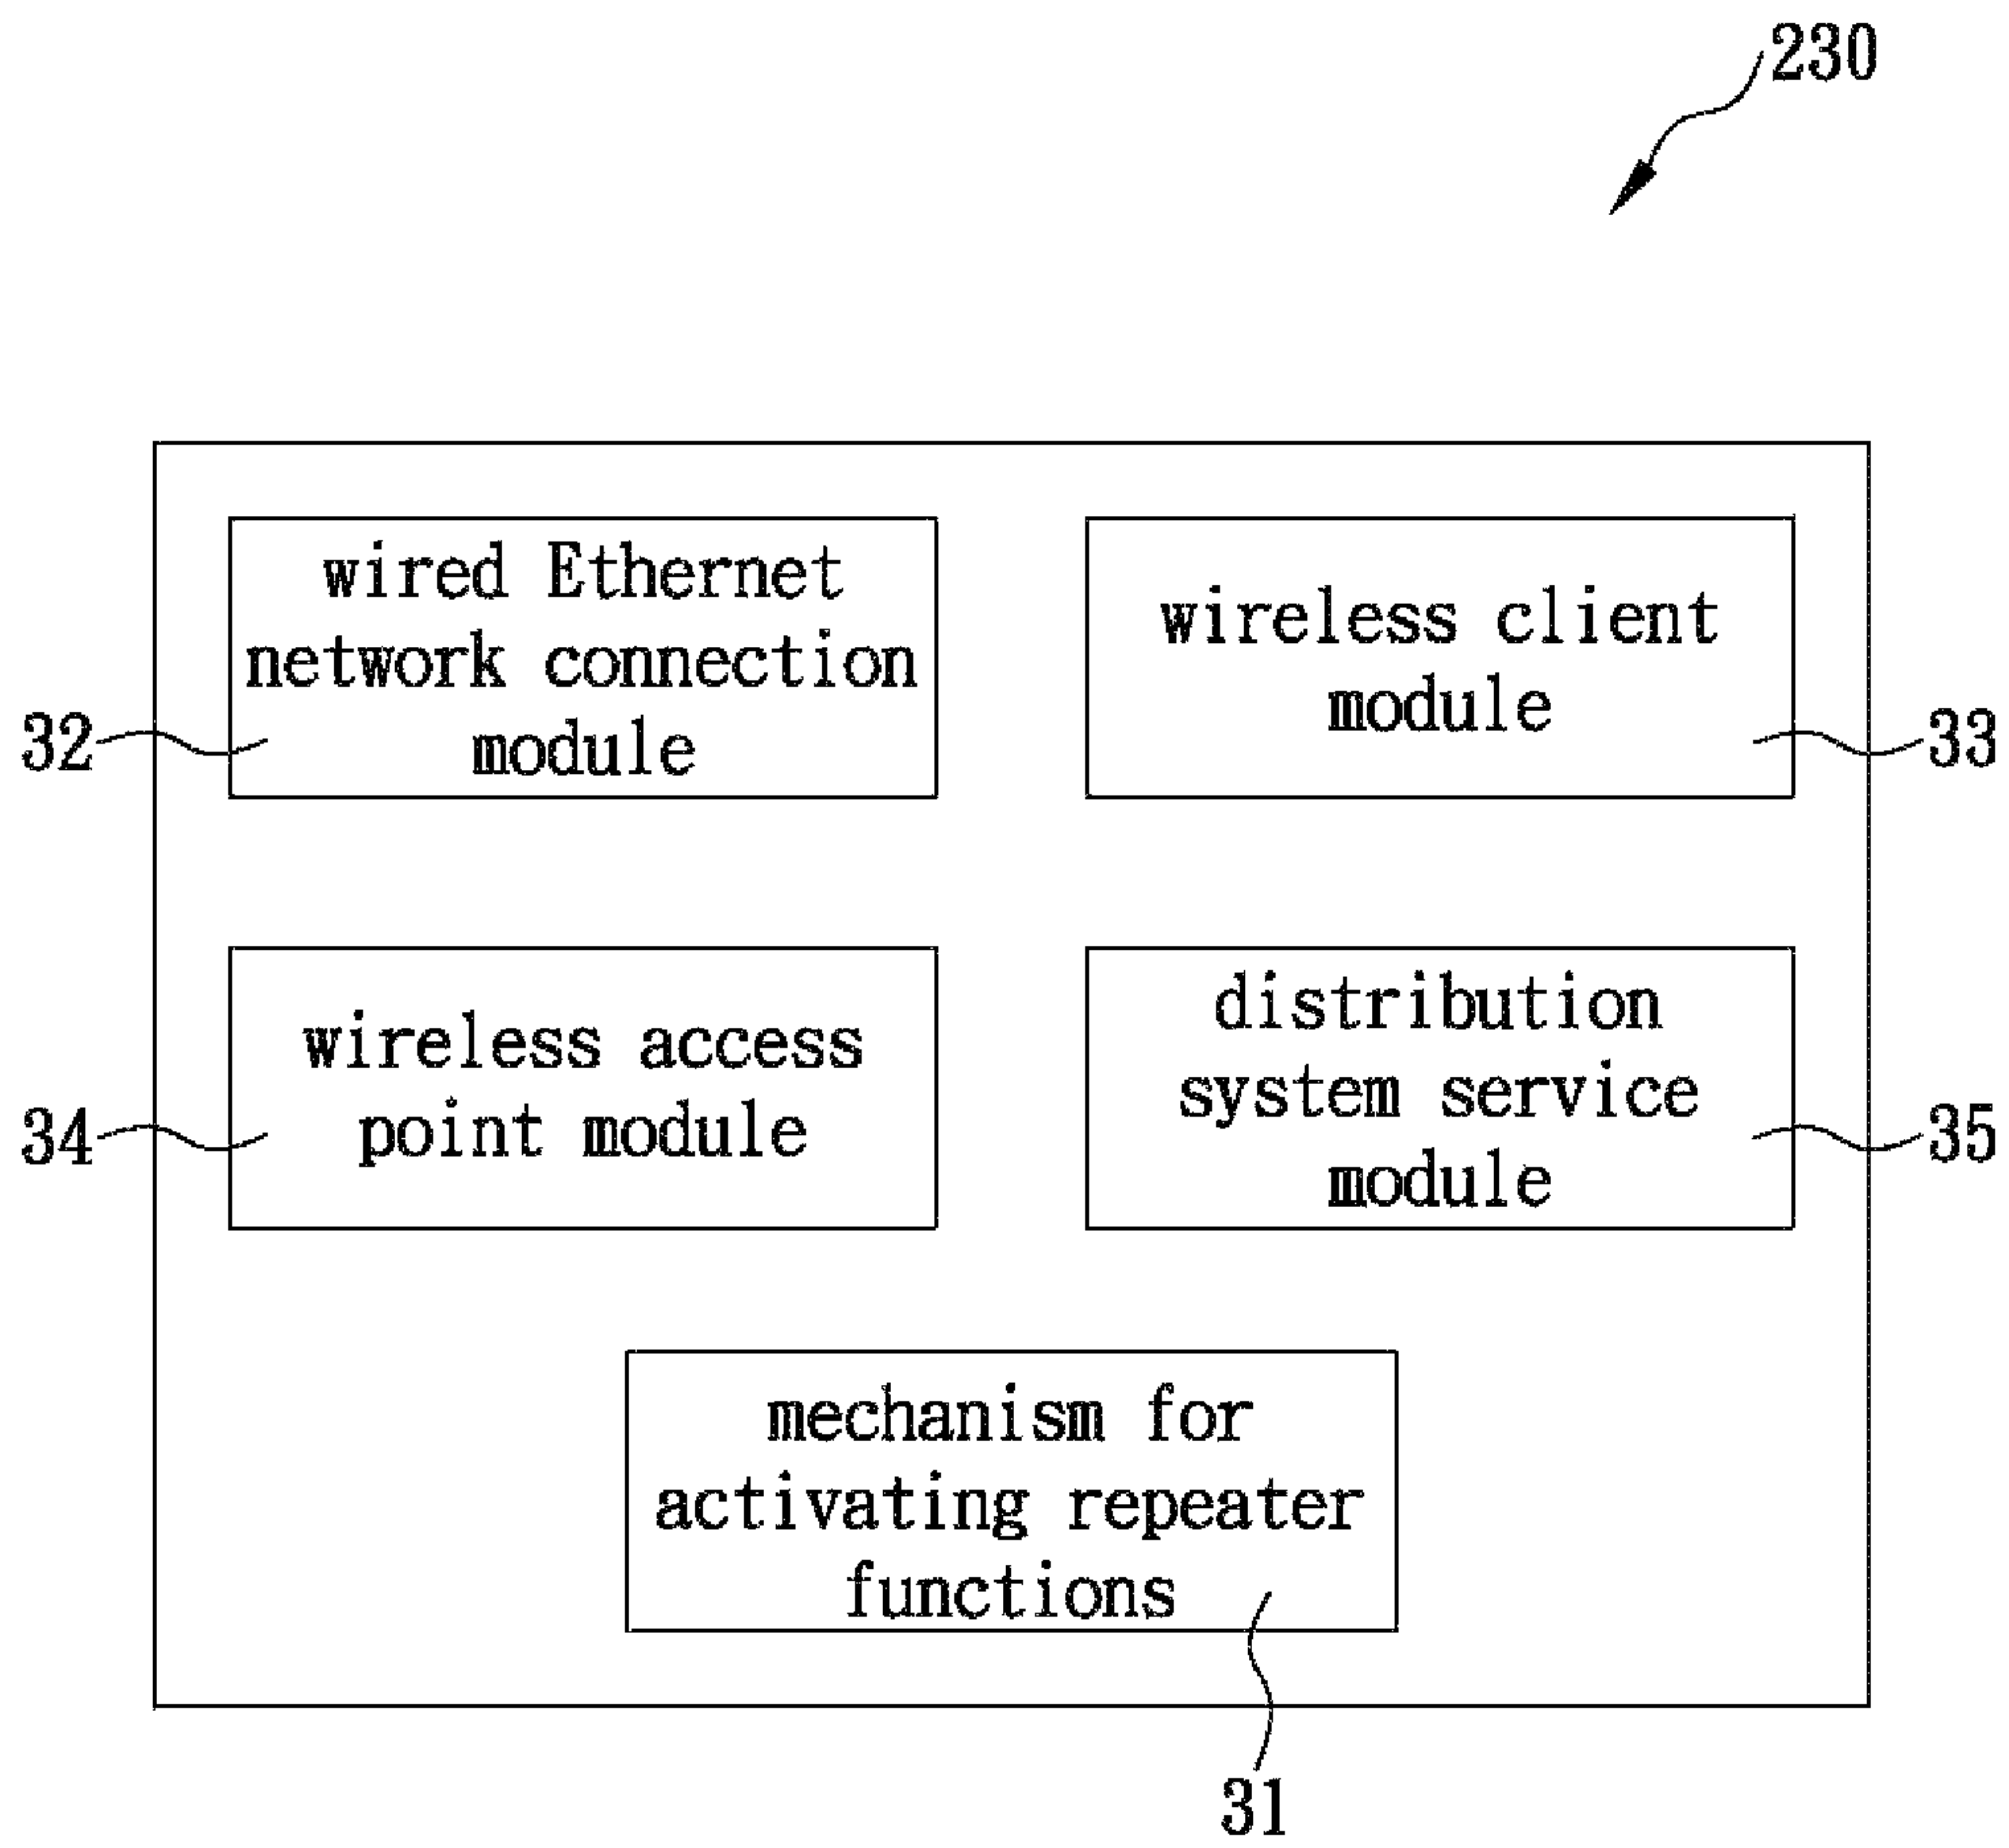 230
wired Ethernet
network connection
module
32
wireless client
module
33
wireless access
point module
34
distribution
system service
module
35
mechanism for
activating repeater
functions
31